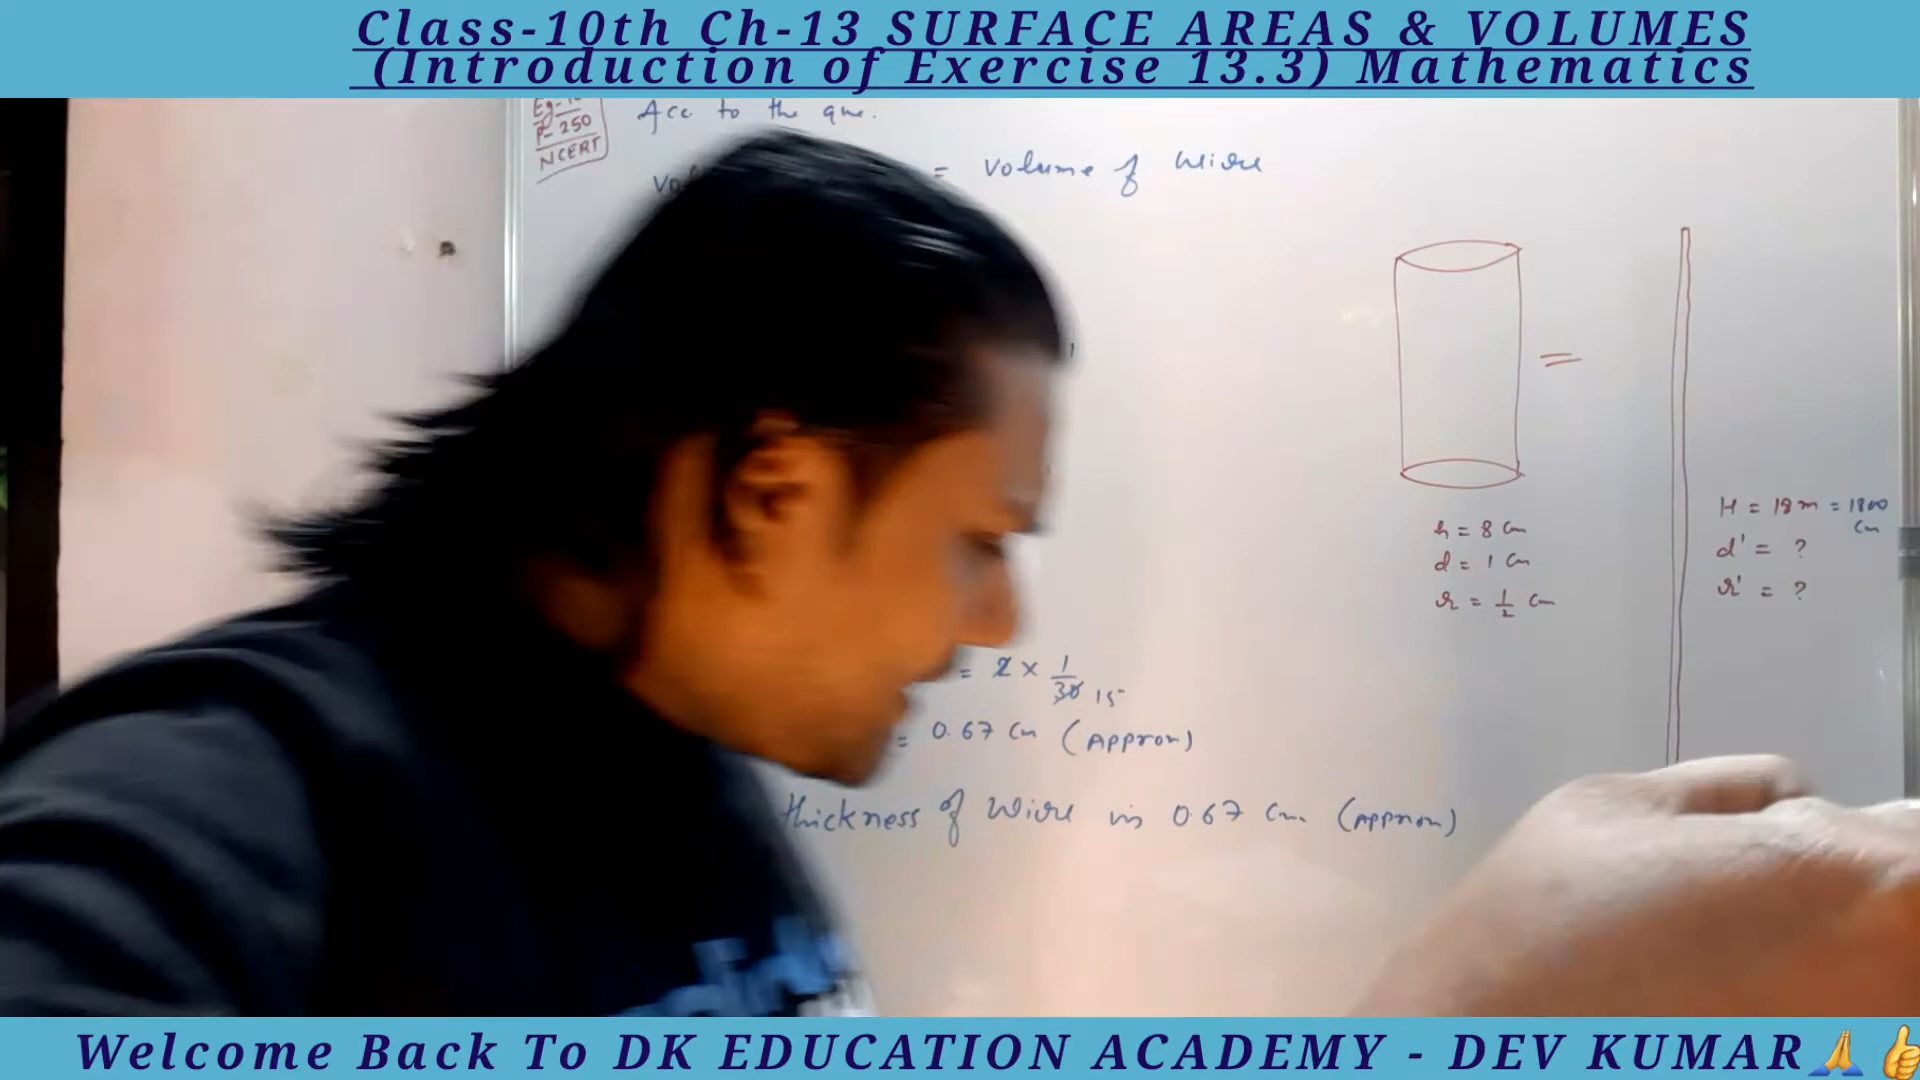 Class-10th Ch-13 SURFACE AREAS & VOLUMES
(Introduction of Exercise 13.3) Mathematics
P- 250
NCERT
Acc to the que.
= Volume of wire
=
h = 8 cm
d = 1 cm
r = 1/2 cm
H = 18 m = 1800 cm
d' = ?
r' = ?
= 2 × 1/30 15
= 0.67 cm (Approx)
thickness of wire is 0.67 cm (Approx)
Welcome Back To DK EDUCATION ACADEMY - DEV KUMAR🙏👍